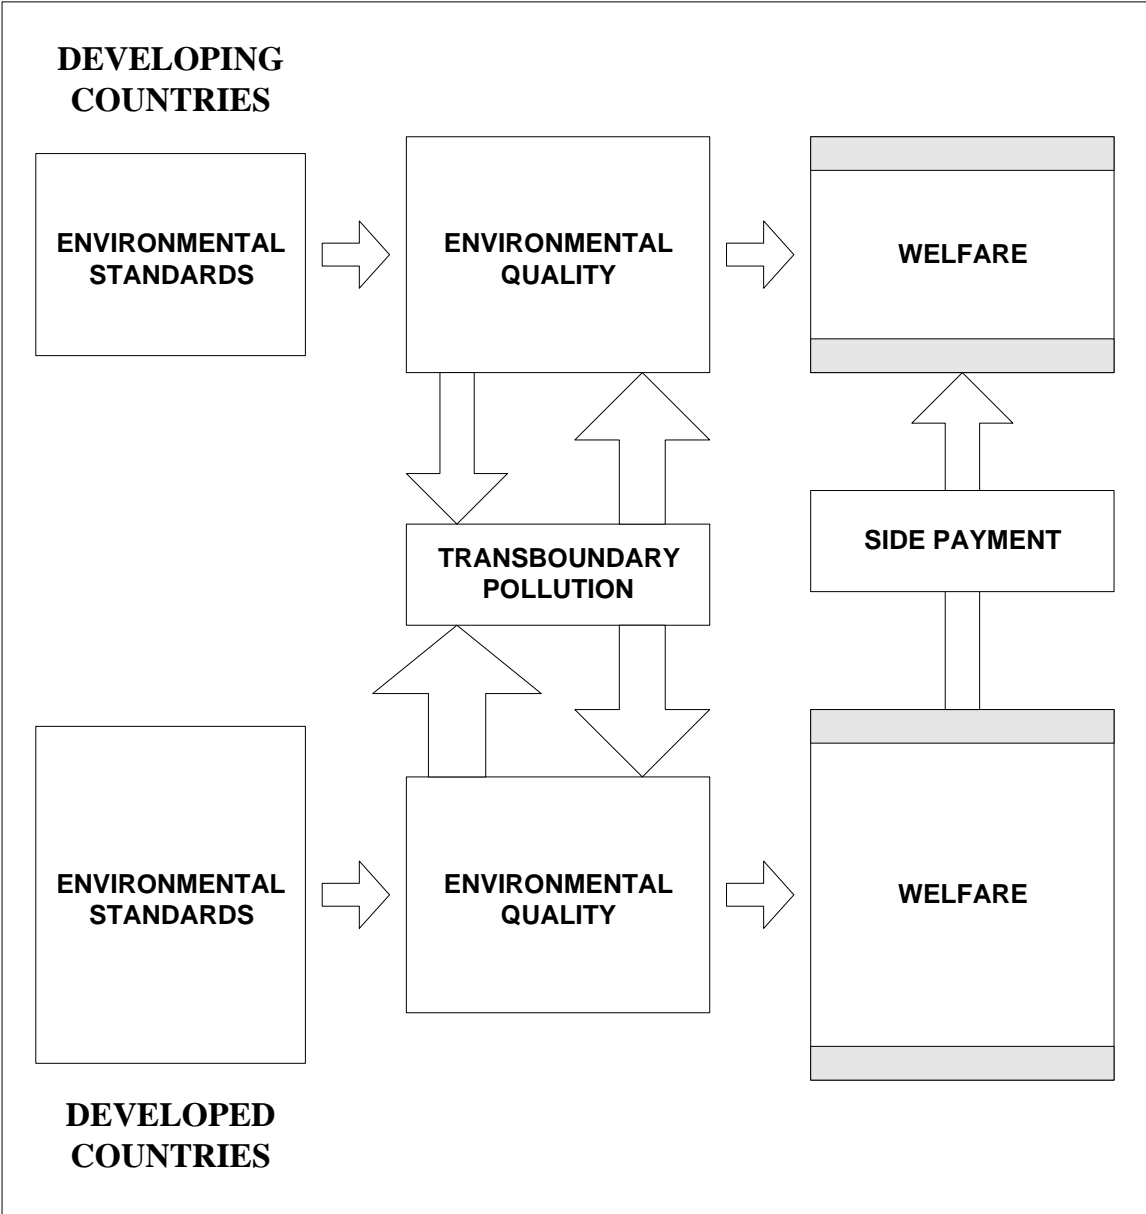 DEVELOPING
COUNTRIES
ENVIRONMENTAL
STANDARDS
ENVIRONMENTAL
QUALITY
WELFARE
TRANSBOUNDARY
POLLUTION
SIDE PAYMENT
ENVIRONMENTAL
STANDARDS
ENVIRONMENTAL
QUALITY
WELFARE
DEVELOPED
COUNTRIES